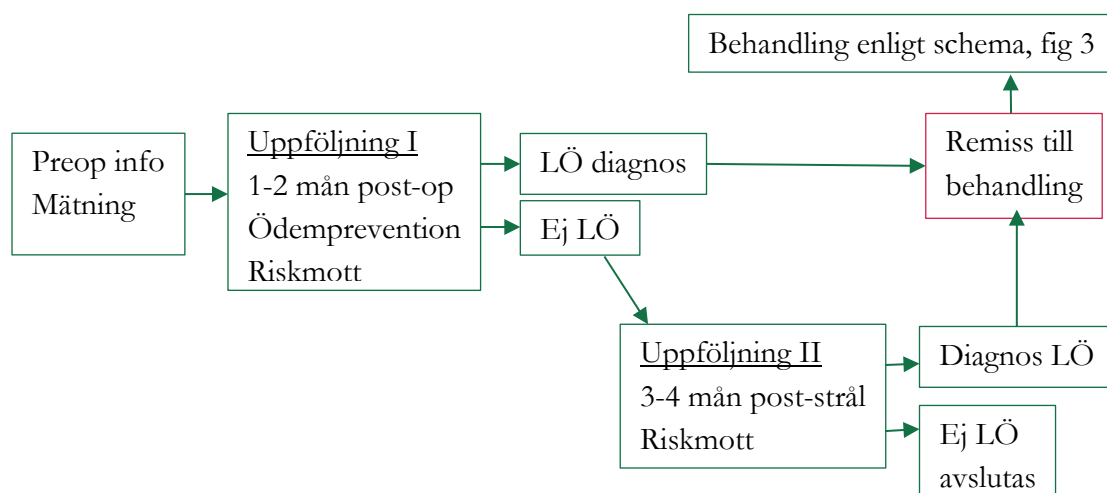 Behandling enligt schema, fig 3
Preop info
Mätning
Uppföljning I
1-2 mån post-op
Ödemprevention
Riskmott
LÖ diagnos
Ej LÖ
Remiss till
behandling
Uppföljning II
3-4 mån post-strål
Riskmott
Diagnos LÖ
Ej LÖ
avslutas